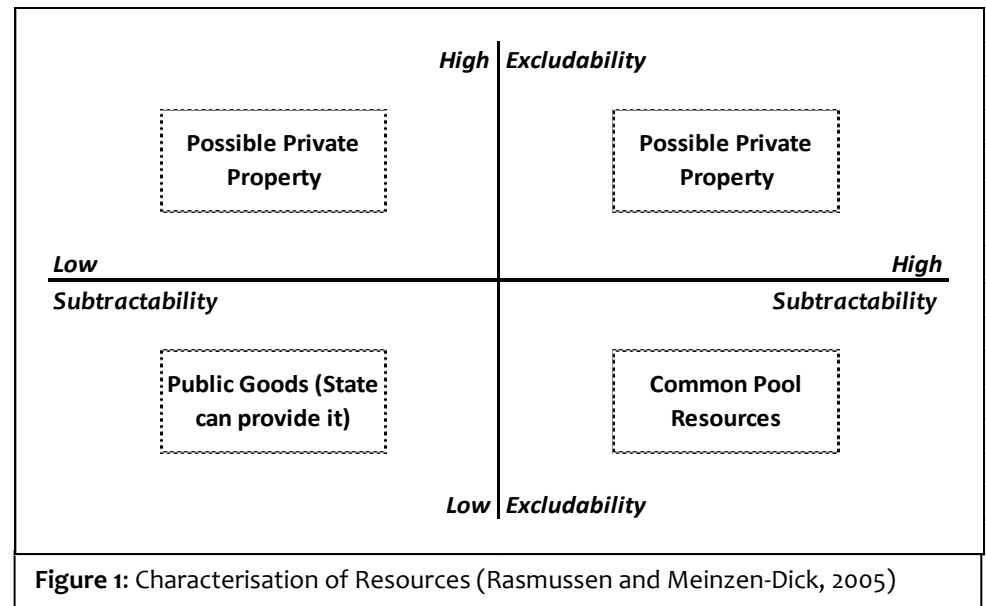 High Excludability
Possible Private
Property
Possible Private
Property
Low
High
Subtractability
Subtractability
Public Goods (State
can provide it)
Common Pool
Resources
Low Excludability
Figure 1: Characterisation of Resources (Rasmussen and Meinzen-Dick, 2005)